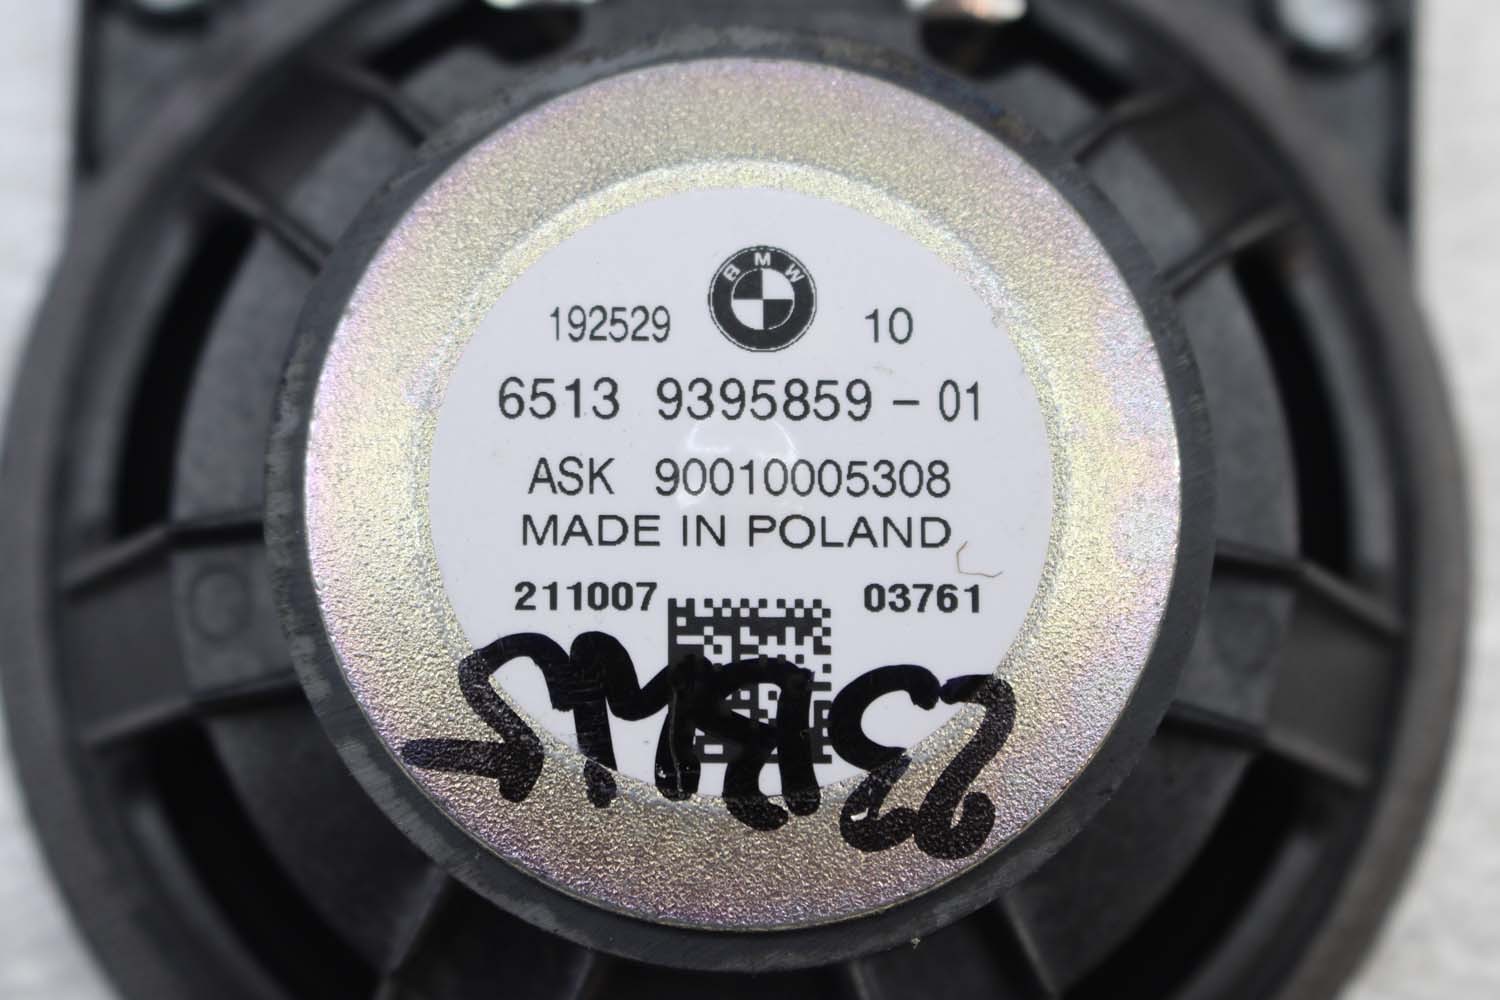 BMW
192529 10
6513 9395859 - 01
ASK 90010005308
MADE IN POLAND
211007 03761